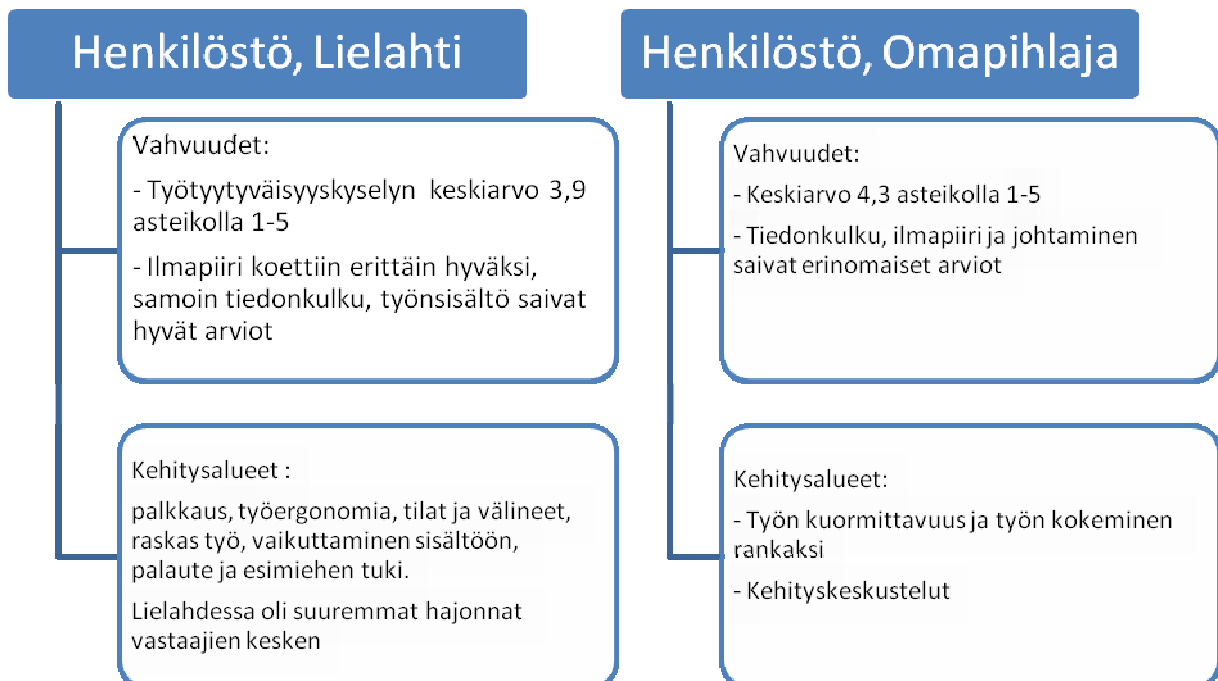 Henkilöstö, Lielahti
Vahvuudet:
- Työtyytyväisyyskyselyn keskiarvo 3,9
asteikolla 1-5
- Ilmapiiri koettiin erittäin hyväksi,
samoin tiedonkulku, työnsisältö saivat
hyvät arviot
Kehitysalueet :
palkkaus, työergonomia, tilat ja välineet,
raskas työ, vaikuttaminen sisältöön,
palaute ja esimiehen tuki.
Lielahdessa oli suuremmat hajonnat
vastaajien kesken
Henkilöstö, Omapihlaja
Vahvuudet:
- Keskiarvo 4,3 asteikolla 1-5
- Tiedonkulku, ilmapiiri ja johtaminen
saivat erinomaiset arviot
Kehitysalueet:
- Työn kuormittavuus ja työn kokeminen
rankaksi
- Kehityskeskustelut